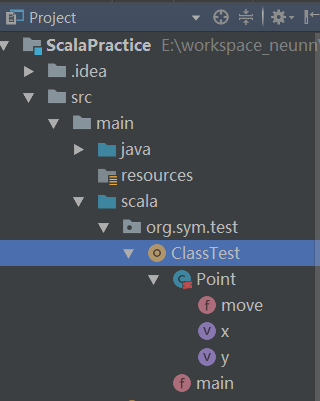 Project
ScalaPractice E:\workspace_neunn
.idea
src
main
java
resources
scala
org.sym.test
ClassTest
Point
move
x
y
main